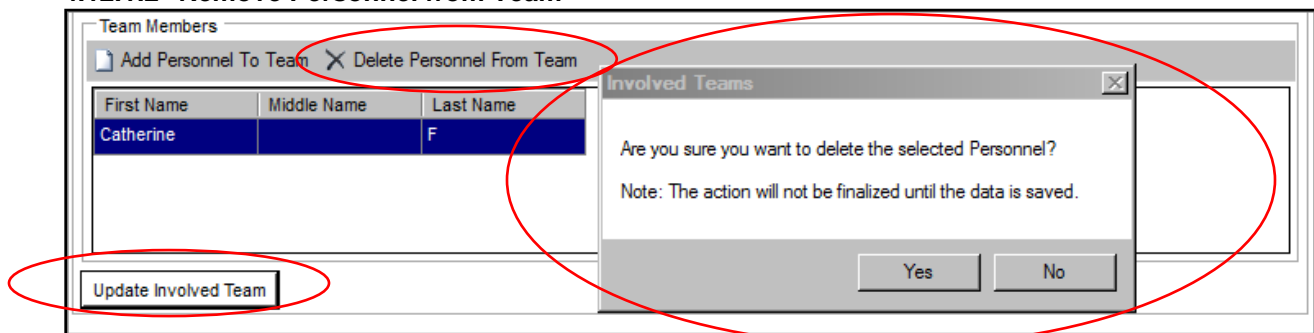 Team Members
Add Personnel To Team Delete Personnel From Team
Involved Teams
First Name Middle Name Last Name
Catherine F
Are you sure you want to delete the selected Personnel?
Note: The action will not be finalized until the data is saved.
Yes No
Update Involved Team